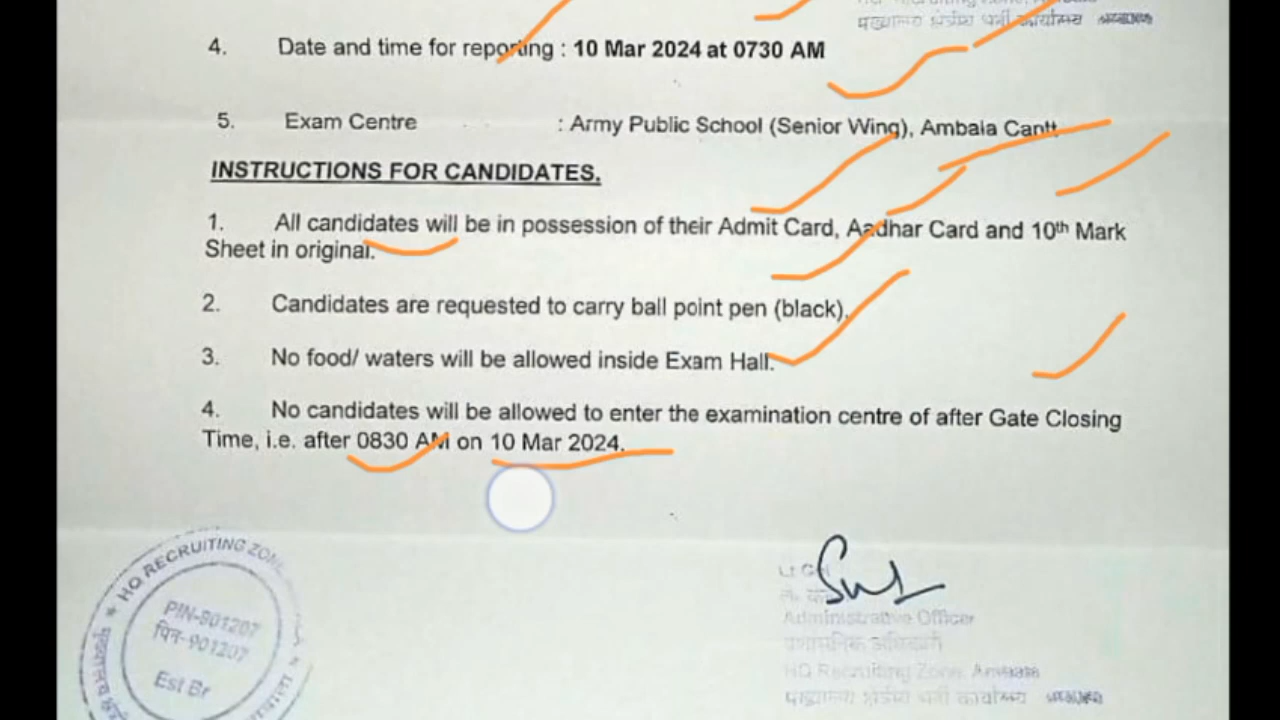 4. Date and time for reporting : 10 Mar 2024 at 0730 AM
5. Exam Centre : Army Public School (Senior Wing), Ambala Cantt
INSTRUCTIONS FOR CANDIDATES.
1. All candidates will be in possession of their Admit Card, Aadhar Card and 10th Mark
Sheet in original.
2. Candidates are requested to carry ball point pen (black).
3. No food/ waters will be allowed inside Exam Hall.
4. No candidates will be allowed to enter the examination centre of after Gate Closing
Time, i.e. after 0830 AM on 10 Mar 2024.
HQ RECRUITING ZONE
PIN-901207
पिन-901207
Est Br
Administrative Officer
HQ Recruiting Zone, Ambala